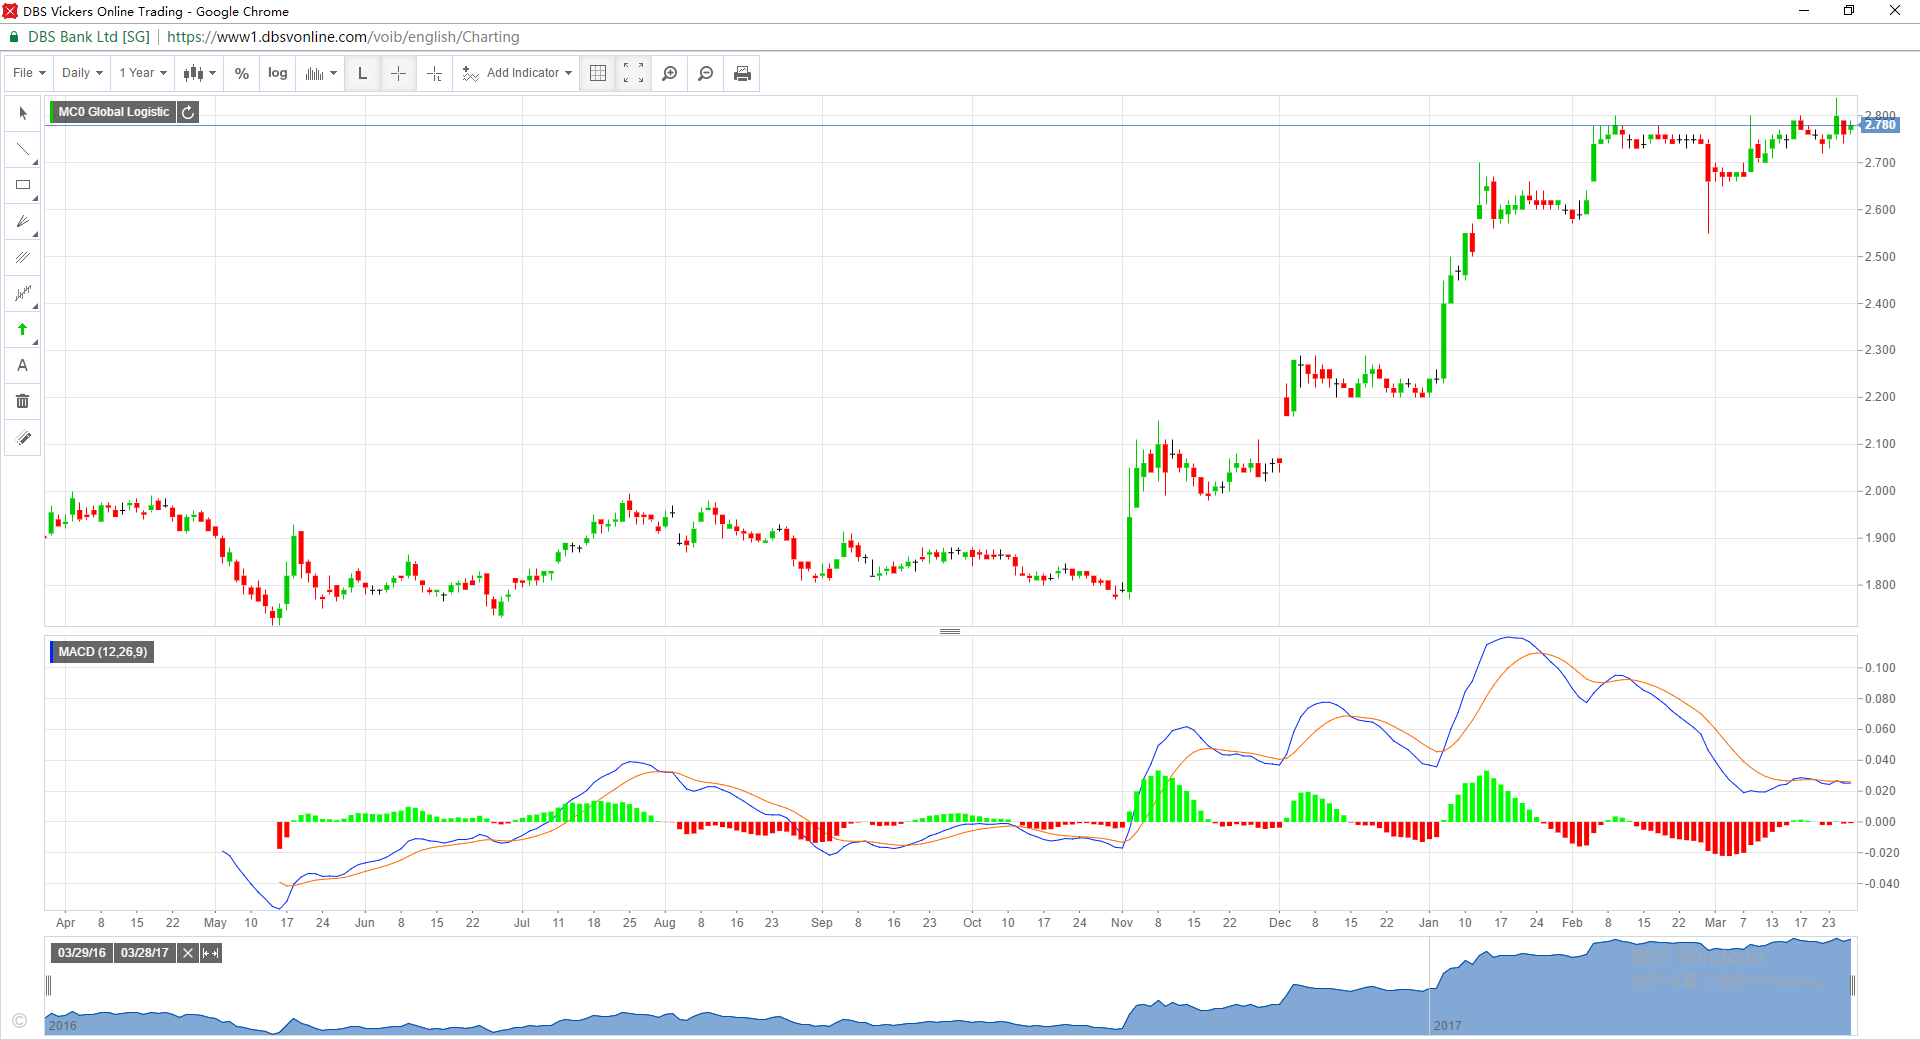 DBS Vickers Online Trading - Google Chrome
DBS Bank Ltd [SG] | https://www1.dbsvonline.com/voib/english/Charting
File Daily 1 Year % log L Add Indicator
MC0 Global Logistic
A
2.800
2.780
2.700
2.600
2.500
2.400
2.300
2.200
2.100
2.000
1.900
1.800
MACD (12,26,9)
0.100
0.080
0.060
0.040
0.020
0.000
-0.020
-0.040
Apr 8 15 22 May 10 17 24 Jun 8 15 22 Jul 11 18 25 Aug 8 16 23 Sep 8 16 23 Oct 10 17 24 Nov 8 15 22 Dec 8 15 22 Jan 10 17 24 Feb 8 15 22 Mar 7 13 17 23
03/29/16 03/28/17
Windows
Windows
©
2016 2017